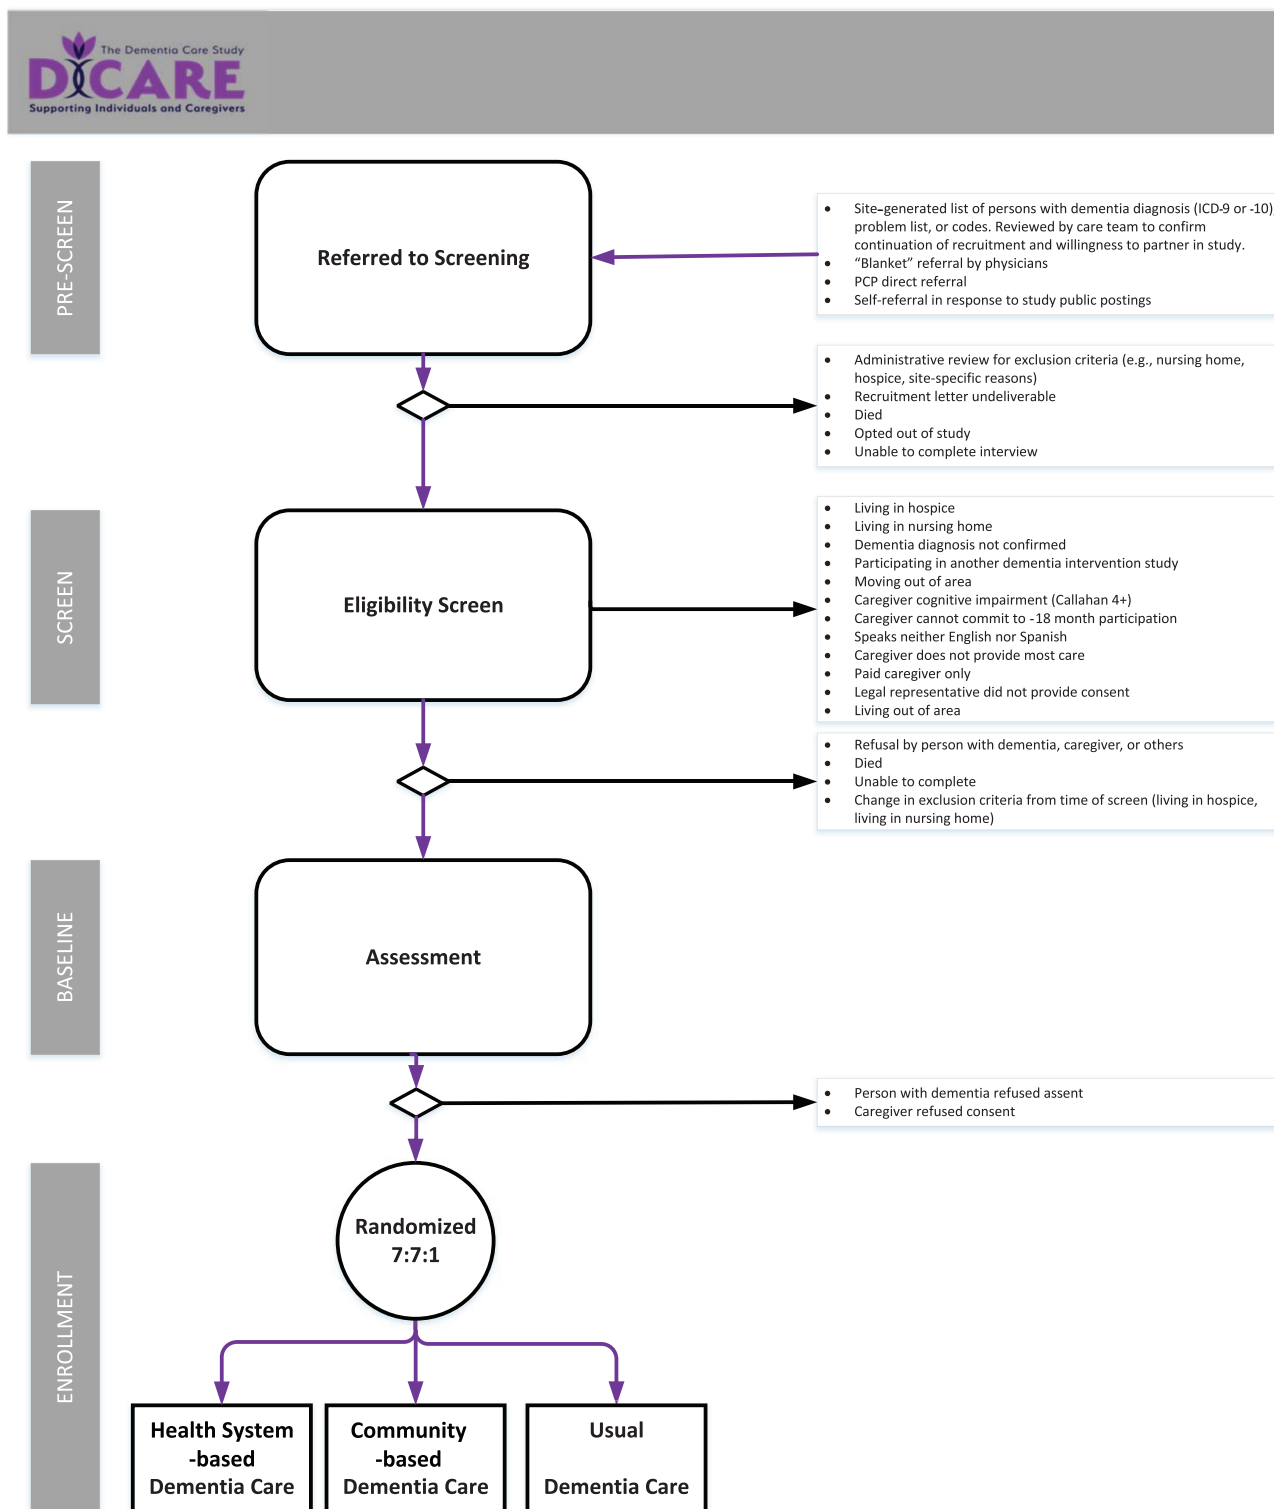 The Dementia Care Study
D CARE
Supporting Individuals and Caregivers
PRE-SCREEN
Referred to Screening
• Site-generated list of persons with dementia diagnosis (ICD-9 or -10)
problem list, or codes. Reviewed by care team to confirm
continuation of recruitment and willingness to partner in study.
• “Blanket” referral by physicians
• PCP direct referral
• Self-referral in response to study public postings
• Administrative review for exclusion criteria (e.g., nursing home,
hospice, site-specific reasons)
• Recruitment letter undeliverable
• Died
• Opted out of study
• Unable to complete interview
SCREEN
Eligibility Screen
• Living in hospice
• Living in nursing home
• Dementia diagnosis not confirmed
• Participating in another dementia intervention study
• Moving out of area
• Caregiver cognitive impairment (Callahan 4+)
• Caregiver cannot commit to -18 month participation
• Speaks neither English nor Spanish
• Caregiver does not provide most care
• Paid caregiver only
• Legal representative did not provide consent
• Living out of area
• Refusal by person with dementia, caregiver, or others
• Died
• Unable to complete
• Change in exclusion criteria from time of screen (living in hospice,
living in nursing home)
BASELINE
Assessment
• Person with dementia refused assent
• Caregiver refused consent
ENROLLMENT
Randomized
7:7:1
Health System
-based
Dementia Care
Community
-based
Dementia Care
Usual
Dementia Care